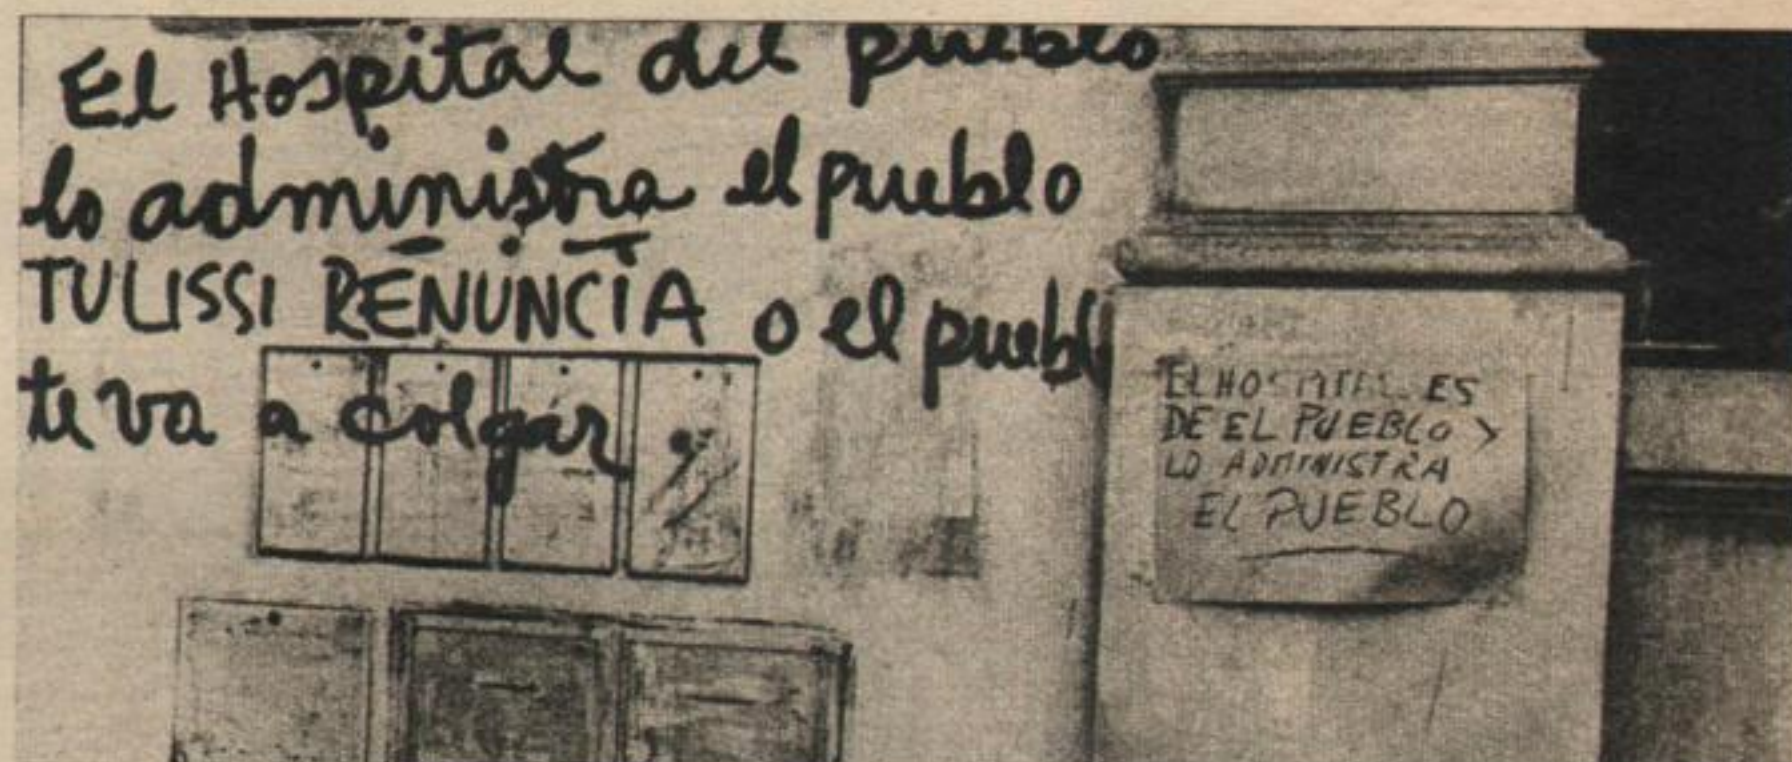 El Hospital del pueblo
lo administra el pueblo
TULISSI RENUNCIA o el pueblo
te va a colgar
EL HOSPITAL ES
DE EL PUEBLO >
LO ADMINISTRA
EL PUEBLO